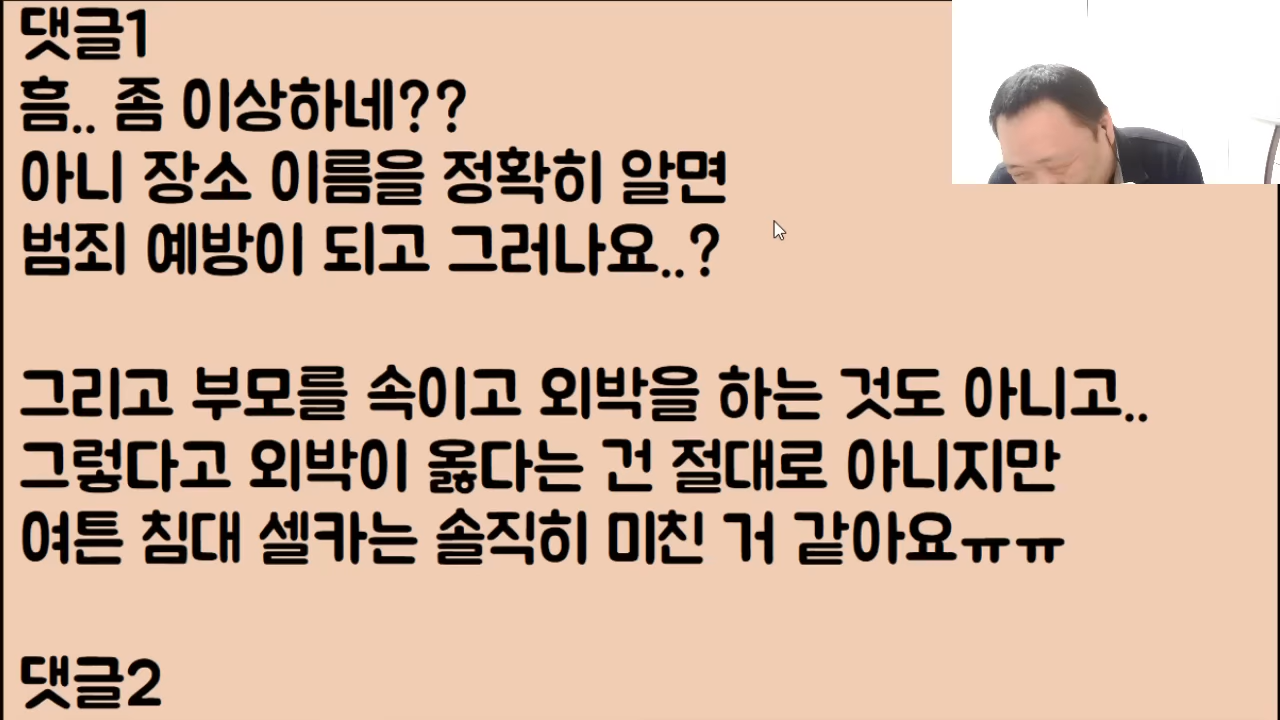 댓글1
흠.. 좀 이상하네??
아니 장소 이름을 정확히 알면
범죄 예방이 되고 그러나요..?
그리고 부모를 속이고 외박을 하는 것도 아니고..
그렇다고 외박이 옳다는 건 절대로 아니지만
여튼 침대 셀카는 솔직히 미친 거 같아요ㅠㅠ
댓글2